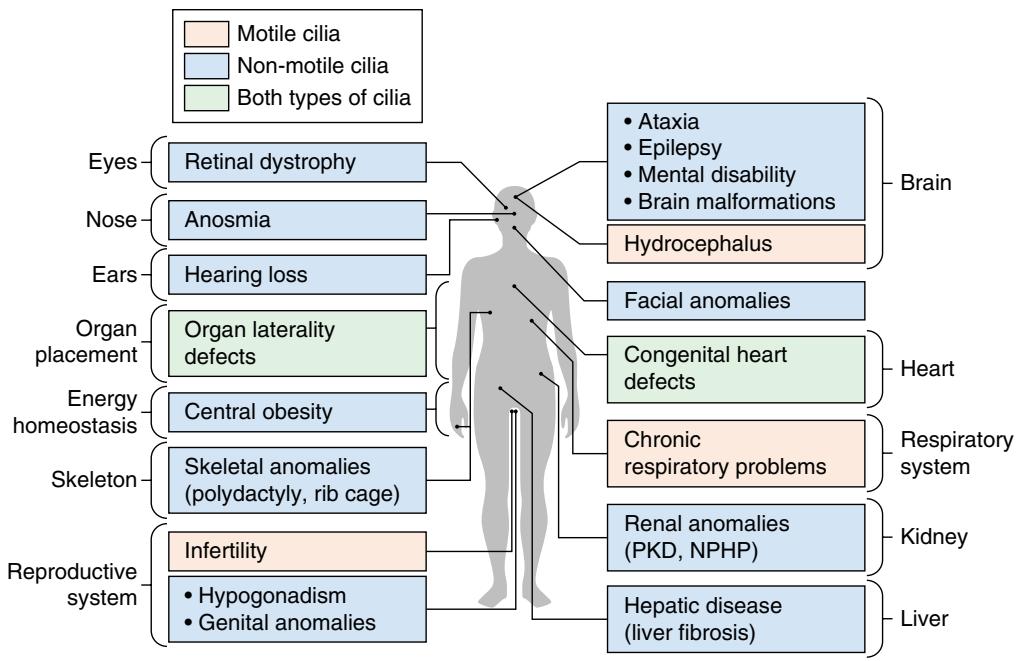 Motile cilia
Non-motile cilia
Both types of cilia
Eyes
Retinal dystrophy
Nose
Anosmia
Ears
Hearing loss
Organ
placement
Organ laterality
defects
Energy
homeostasis
Central obesity
Skeleton
Skeletal anomalies
(polydactyly, rib cage)
Reproductive
system
Infertility
• Hypogonadism
• Genital anomalies
• Ataxia
• Epilepsy
• Mental disability
• Brain malformations
Brain
Hydrocephalus
Facial anomalies
Congenital heart
defects
Heart
Chronic
respiratory problems
Respiratory
system
Renal anomalies
(PKD, NPHP)
Kidney
Hepatic disease
(liver fibrosis)
Liver